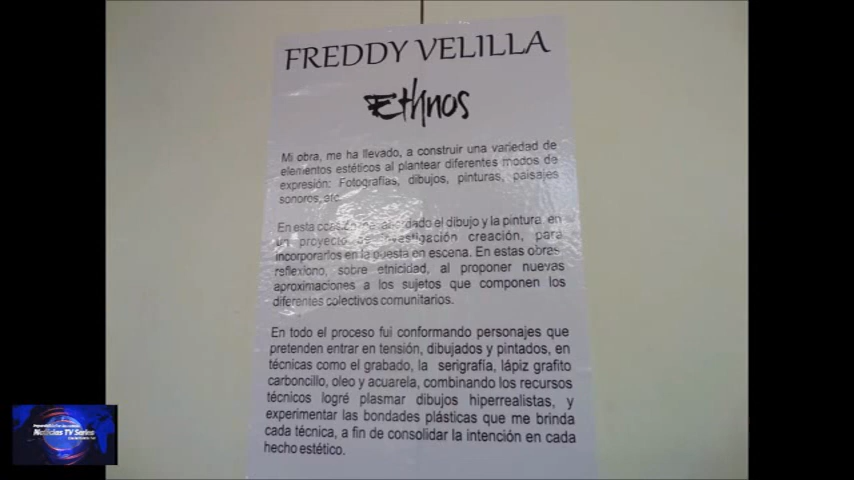 FREDDY VELILLA
Ethnos
Mi obra, me ha llevado, a construir una variedad de
elementos estéticos al plantear diferentes modos de
expresión: Fotografías, dibujos, pinturas, paisajes
sonoros, etc.
En esta el dibujo y la pintura, en
un proyecto de investigación creación, para
incorporarlos en la puesta en escena. En estas obras
reflexiono, sobre etnicidad, al proponer nuevas
aproximaciones a los sujetos que componen los
diferentes colectivos comunitarios.
En todo el proceso fui conformando personajes que
pretenden entrar en tensión, dibujados y pintados, en
técnicas como el grabado, la serigrafía, lápiz grafito
carboncillo, oleo y acuarela, combinando los recursos
técnicos logré plasmar dibujos hiperrealistas, y
experimentar las bondades plásticas que me brinda
cada técnica, a fin de consolidar la intención en cada
hecho estético.
Noticias TV Series